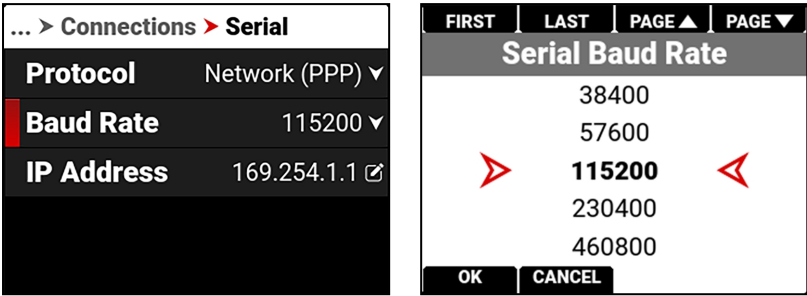 ... > Connections > Serial
Protocol Network (PPP)
Baud Rate 115200
IP Address 169.254.1.1
FIRST LAST PAGE▲ PAGE▼
Serial Baud Rate
38400
57600
115200
230400
460800
OK CANCEL